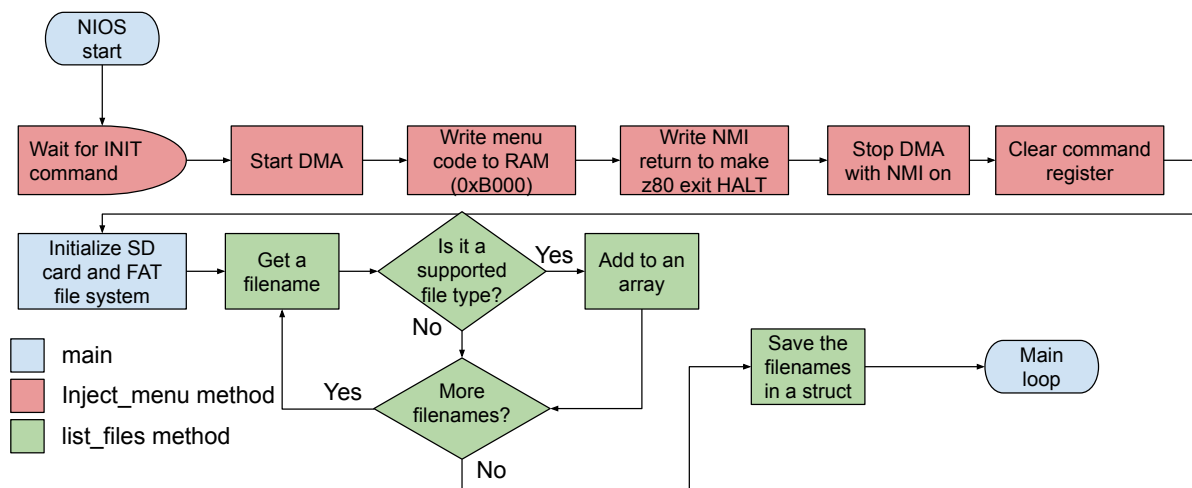 NIOS
start
Wait for INIT
command
Start DMA
Write menu
code to RAM
(0xB000)
Write NMI
return to make
z80 exit HALT
Stop DMA
with NMI on
Clear command
register
Initialize SD
card and FAT
file system
Get a
filename
Is it a
supported
file type?
Yes
Add to an
array
No
More
filenames?
Yes
No
Save the
filenames
in a struct
Main
loop
main
Inject_menu method
list_files method